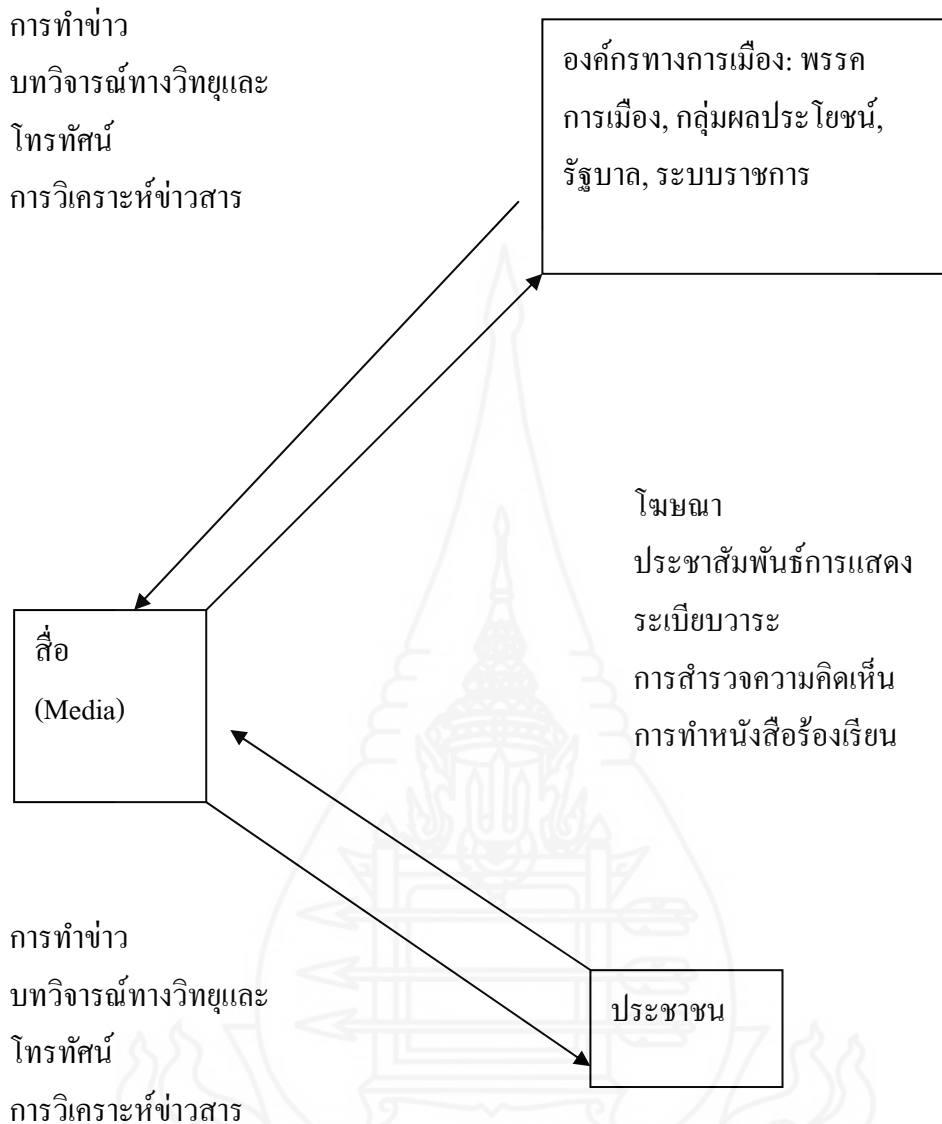 การทำข่าว
บทวิจารณ์ทางวิทยุและ
โทรทัศน์
การวิเคราะห์ข่าวสาร
องค์กรทางการเมือง: พรรค
การเมือง, กลุ่มผลประโยชน์,
รัฐบาล, ระบบราชการ
โฆษณา
ประชาสัมพันธ์การแสดง
ระเบียบวาระ
การสำรวจความคิดเห็น
การทำหนังสือร้องเรียน
สื่อ
(Media)
การทำข่าว
บทวิจารณ์ทางวิทยุและ
โทรทัศน์
การวิเคราะห์ข่าวสาร
ประชาชน